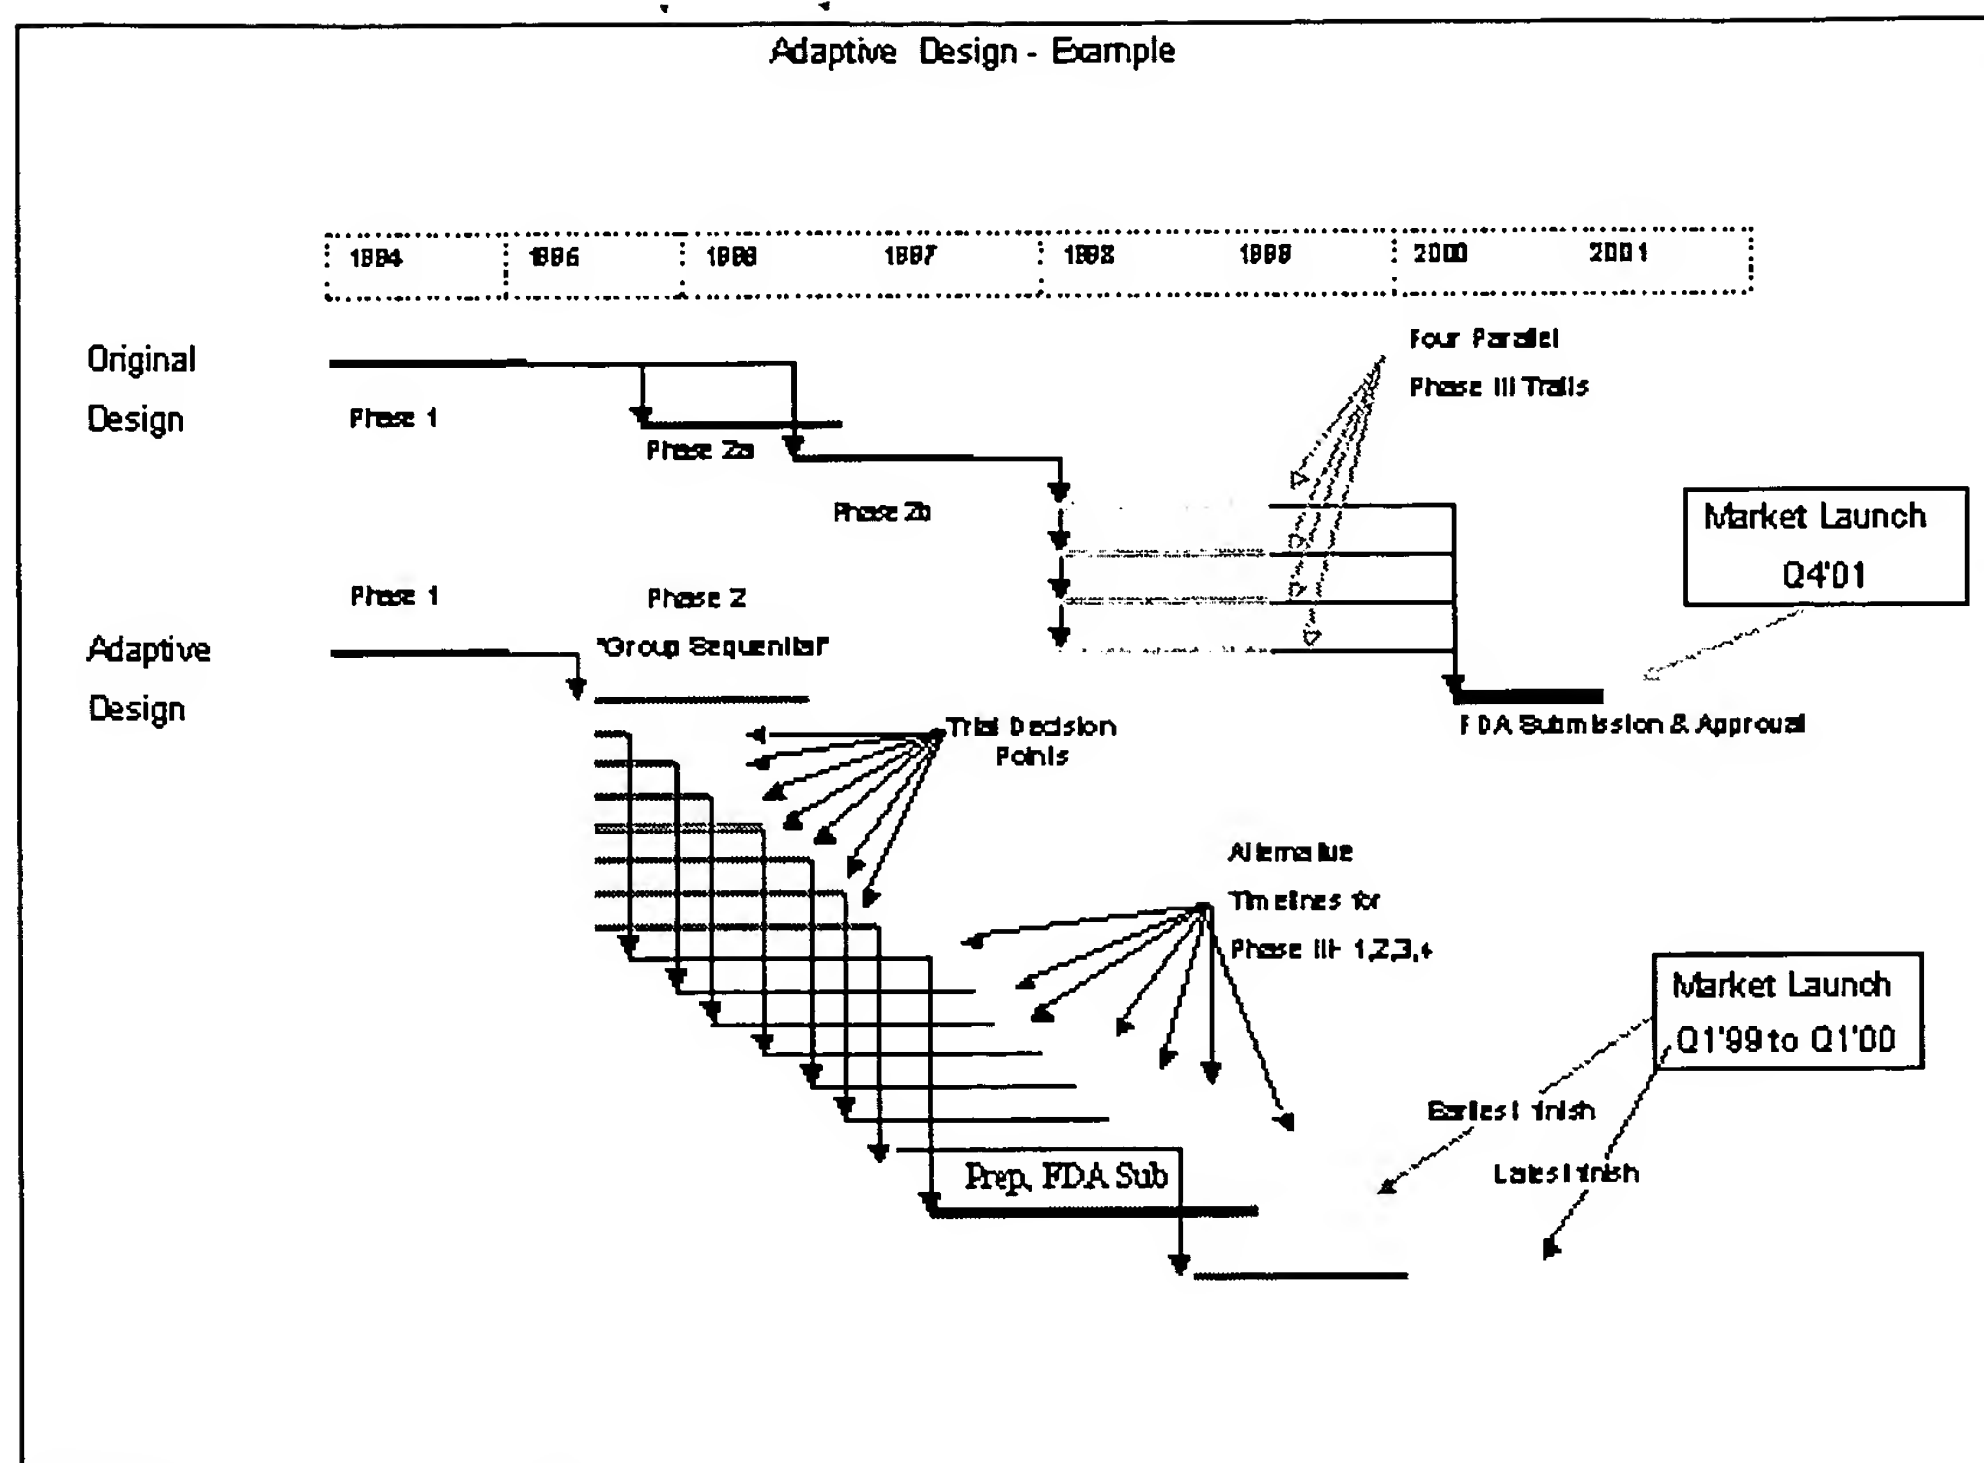 Adaptive Design - Example
1994 1995 1996 1997 1998 1999 2000 2001
Original
Design
Phase 1
Phase 2a
Phase 2b
Four Parallel
Phase III Trails
Market Launch
Q4'01
FDA Submission & Approval
Adaptive
Design
Phase 1
Phase 2
"Group Sequential"
Trial Decision
Points
Alternative
Timelines for
Phase III- 1,2,3,4
Market Launch
Q1'99 to Q1'00
Earliest finish
Latest finish
Prep, FDA Sub